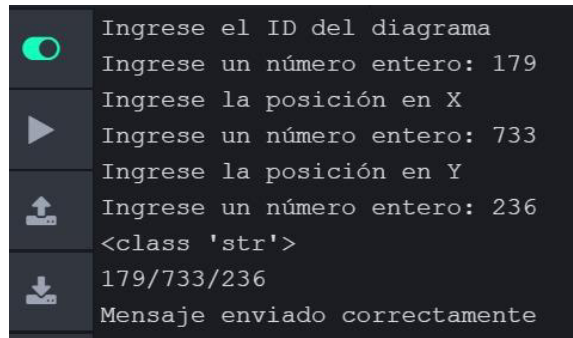 Ingrese el ID del diagrama
Ingrese un número entero: 179
Ingrese la posición en X
Ingrese un número entero: 733
Ingrese la posición en Y
Ingrese un número entero: 236
<class 'str'>
179/733/236
Mensaje enviado correctamente